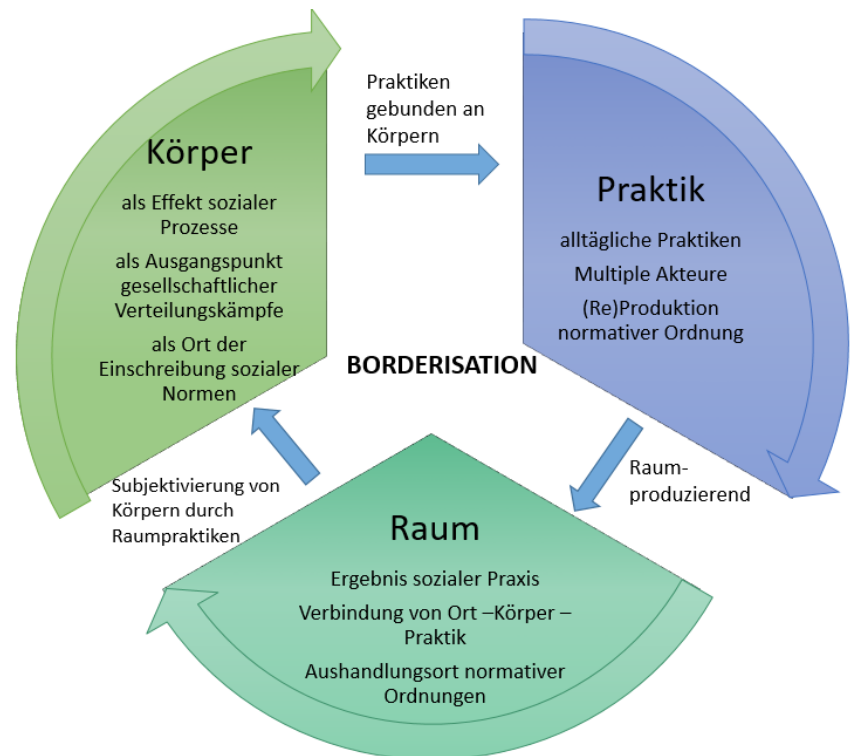 Körper
als Effekt sozialer
Prozesse
als Ausgangspunkt
gesellschaftlicher
Verteilungskämpfe
als Ort der
Einschreibung sozialer
Normen
Praktiken
gebunden an
Körpern
Praktik
alltägliche Praktiken
Multiple Akteure
(Re)Produktion
normativer Ordnung
BORDERISATION
Raum-
produzierend
Raum
Ergebnis sozialer Praxis
Verbindung von Ort –Körper –
Praktik
Aushandlungsort normativer
Ordnungen
Subjektivierung von
Körpern durch
Raumpraktiken